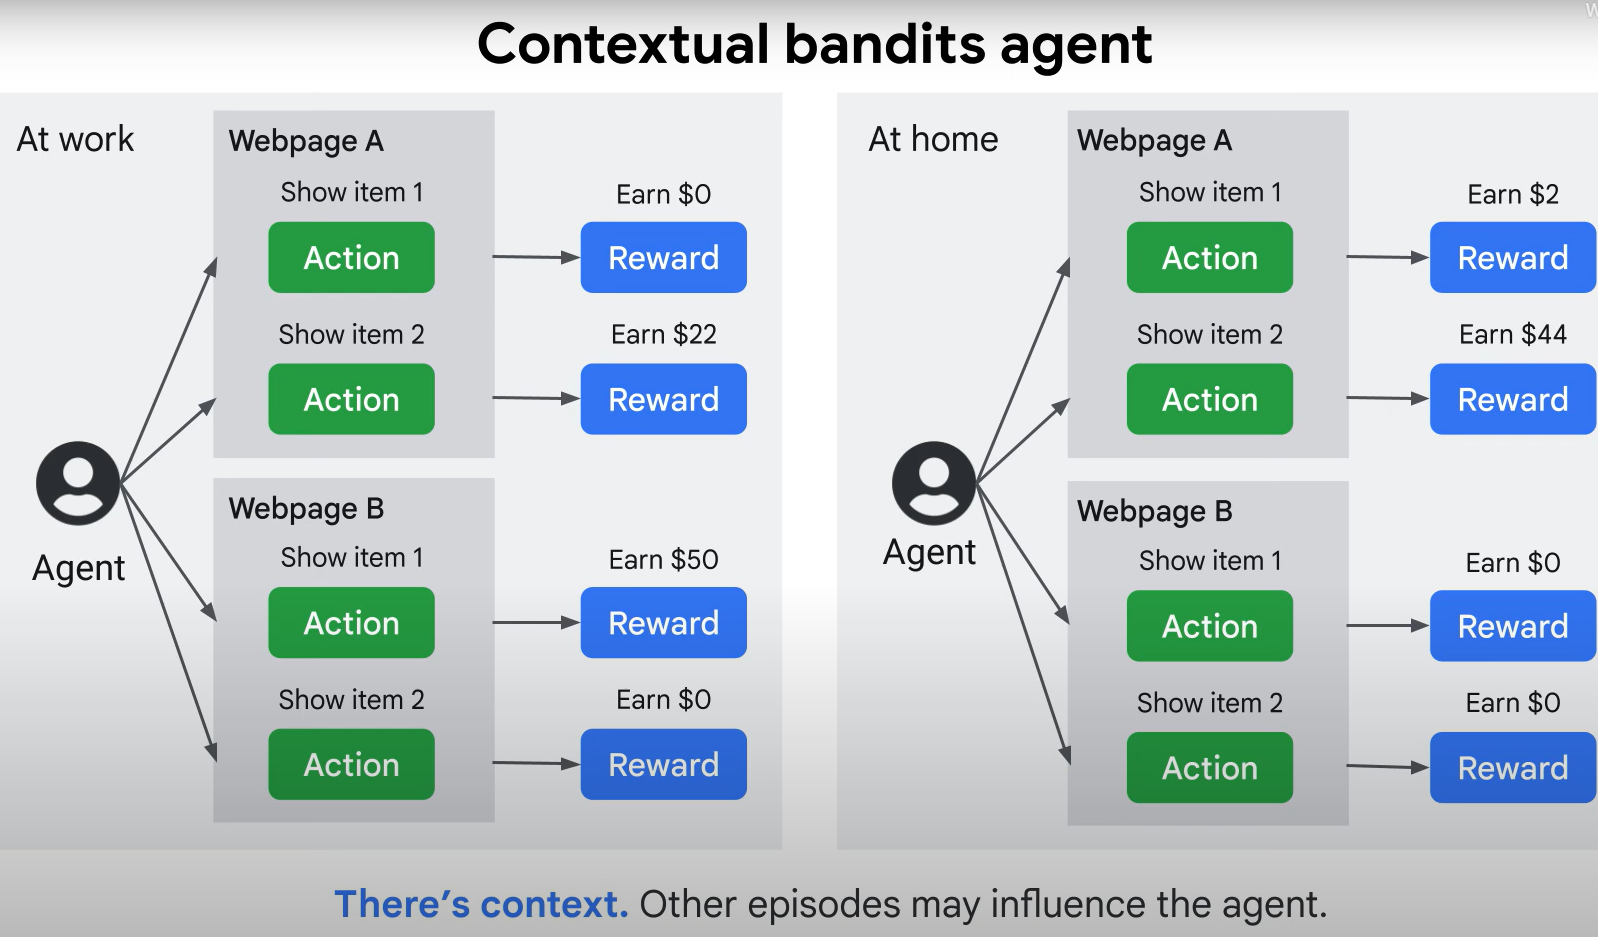 Contextual bandits agent
At work
Webpage A
Show item 1
Earn $0
Action
Reward
Show item 2
Earn $22
Action
Reward
Agent
Webpage B
Show item 1
Earn $50
Action
Reward
Show item 2
Earn $0
Action
Reward
At home
Webpage A
Show item 1
Earn $2
Action
Reward
Show item 2
Earn $44
Action
Reward
Agent
Webpage B
Show item 1
Earn $0
Action
Reward
Show item 2
Earn $0
Action
Reward
There's context. Other episodes may influence the agent.